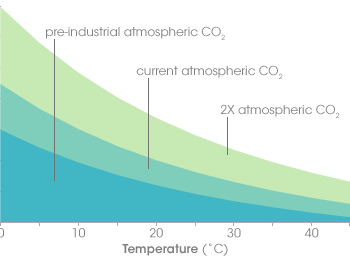 pre-industrial atmospheric CO₂
current atmospheric CO₂
2X atmospheric CO₂
0 10 20 30 40
Temperature (°C)